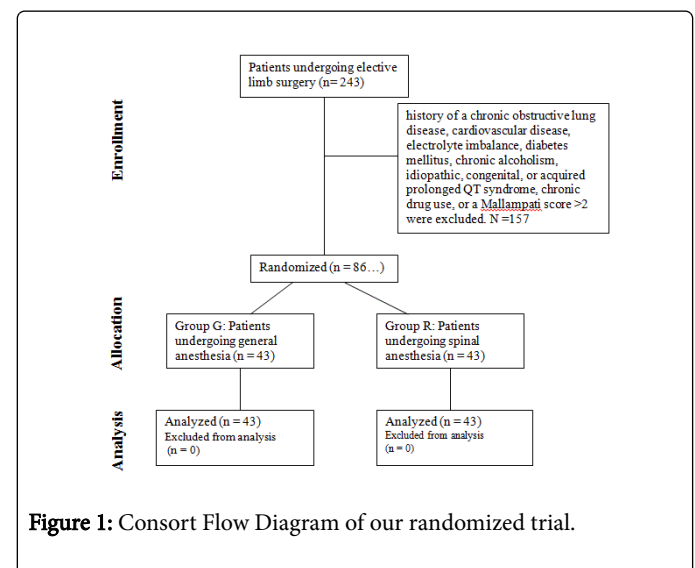 Patients undergoing elective
limb surgery (n= 243)
Enrollment
history of a chronic obstructive lung
disease, cardiovascular disease,
electrolyte imbalance, diabetes
mellitus, chronic alcoholism,
idiopathic, congenital, or acquired
prolonged QT syndrome, chronic
drug use, or a Mallampati score >2
were excluded. N =157
Randomized (n = 86...)
Allocation
Group G: Patients
undergoing general
anesthesia (n = 43)
Group R: Patients
undergoing spinal
anesthesia (n = 43)
Analysis
Analyzed (n = 43)
Excluded from analysis
(n = 0)
Analyzed (n = 43)
Excluded from analysis
(n = 0)
Figure 1: Consort Flow Diagram of our randomized trial.